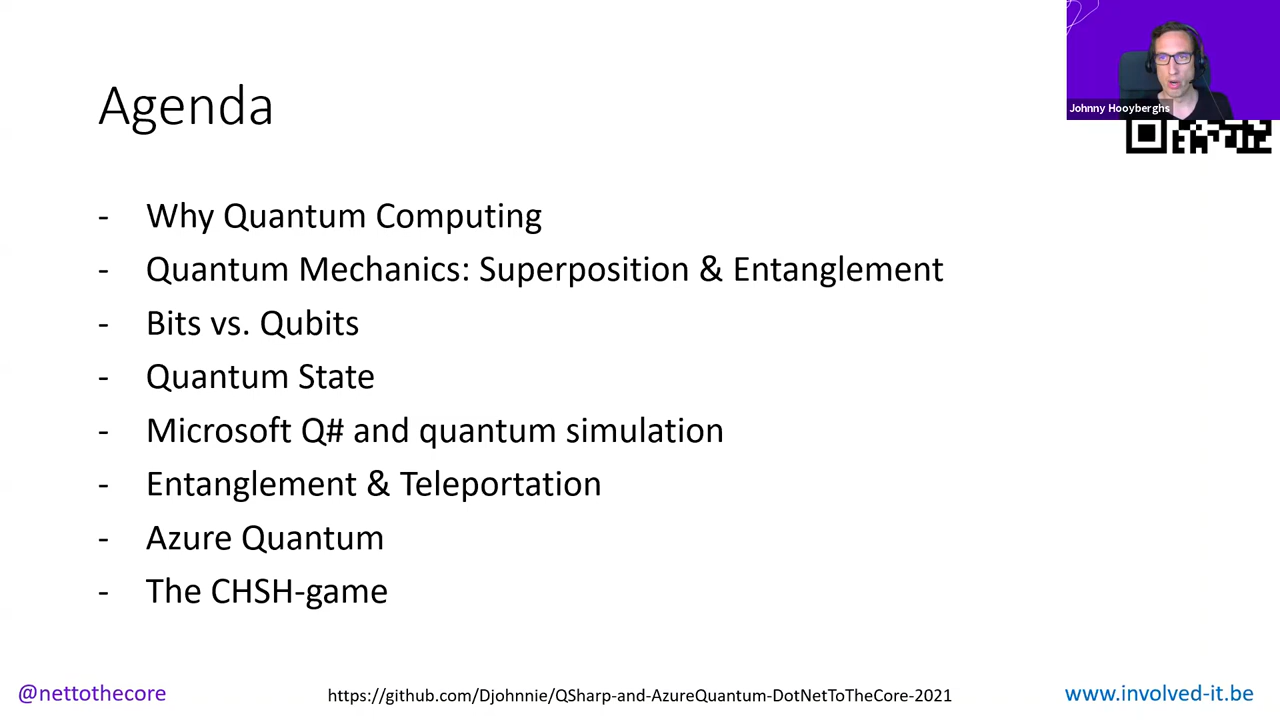 Johnny Hooyberghs
Agenda
- Why Quantum Computing
- Quantum Mechanics: Superposition & Entanglement
- Bits vs. Qubits
- Quantum State
- Microsoft Q# and quantum simulation
- Entanglement & Teleportation
- Azure Quantum
- The CHSH-game
@nettothecore
https://github.com/Djohnnie/QSharp-and-AzureQuantum-DotNetToTheCore-2021
www.involved-it.be